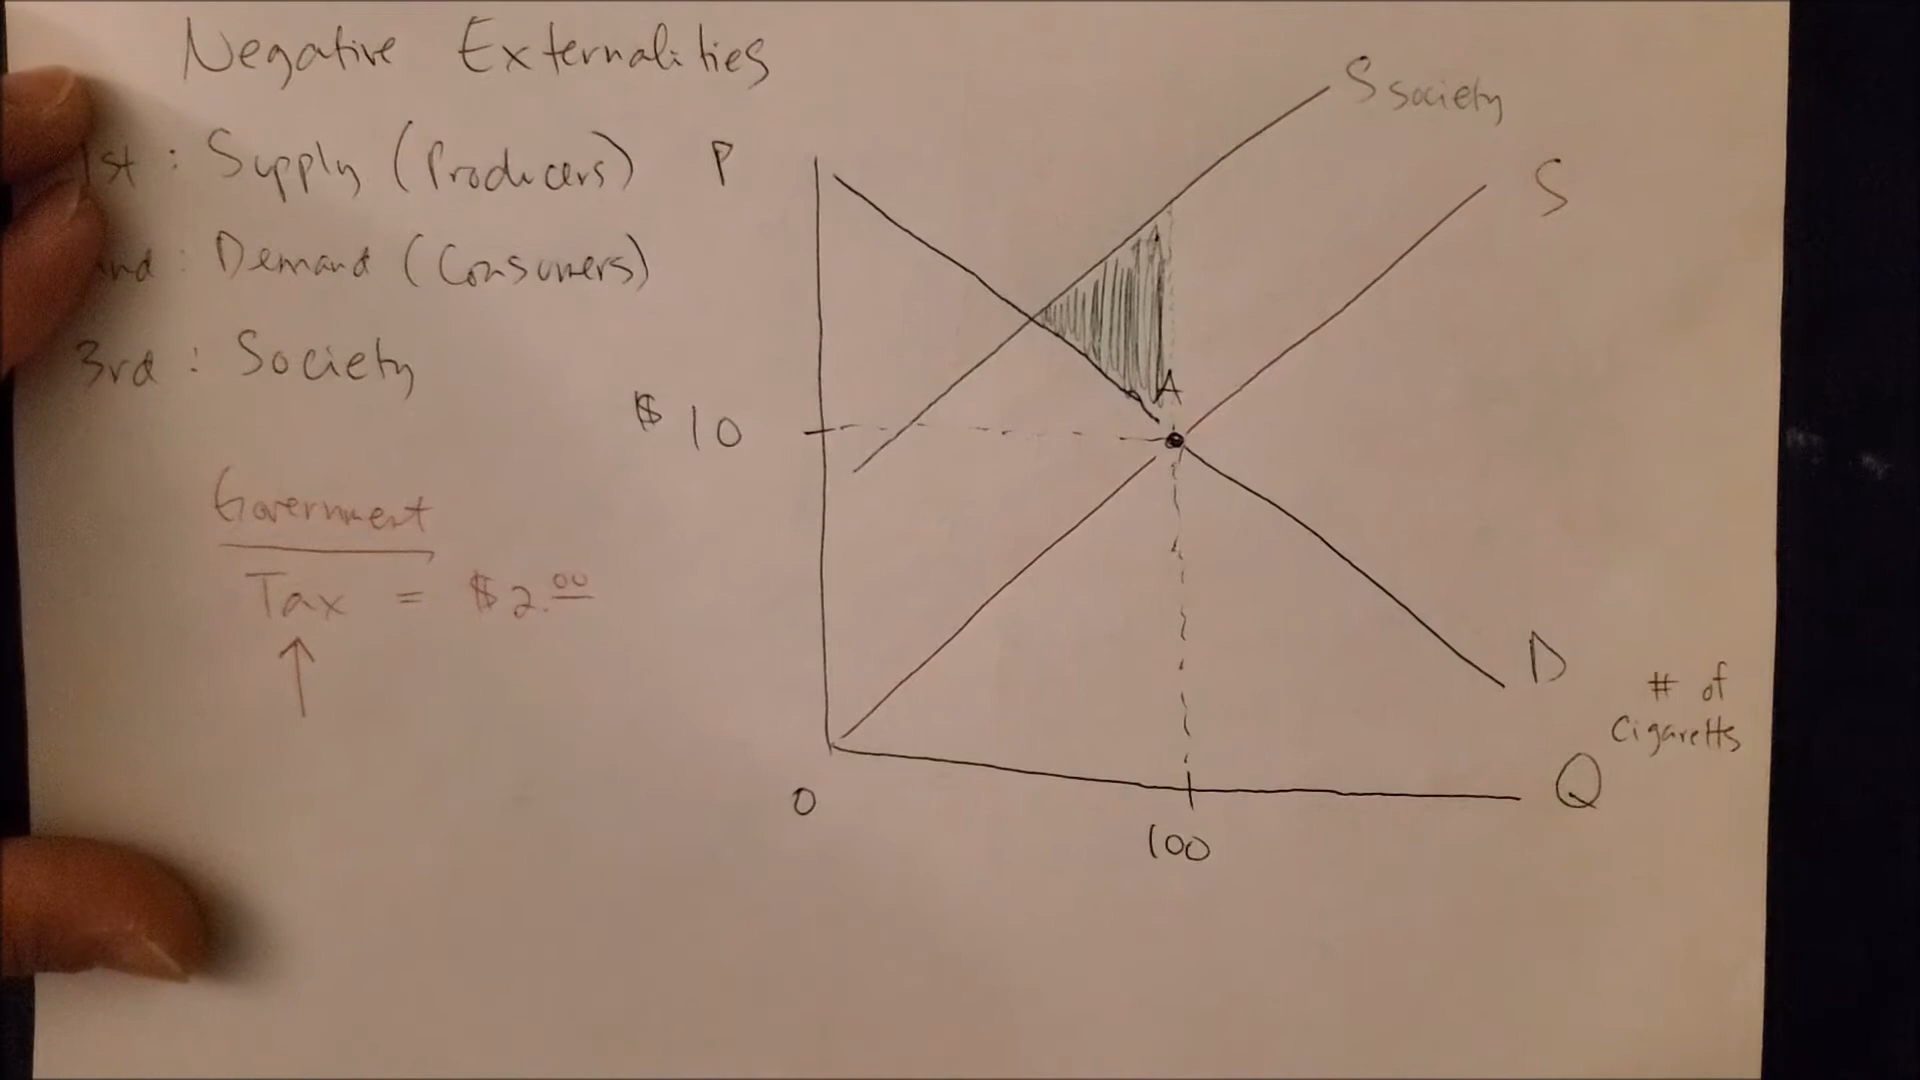 Negative Externalities
1st : Supply (Producers)
2nd : Demand (Consumers)
3rd : Society
Government
Tax = $2.00
P
S society
S
A
$ 10
D
# of
Cigaretts
Q
0
100